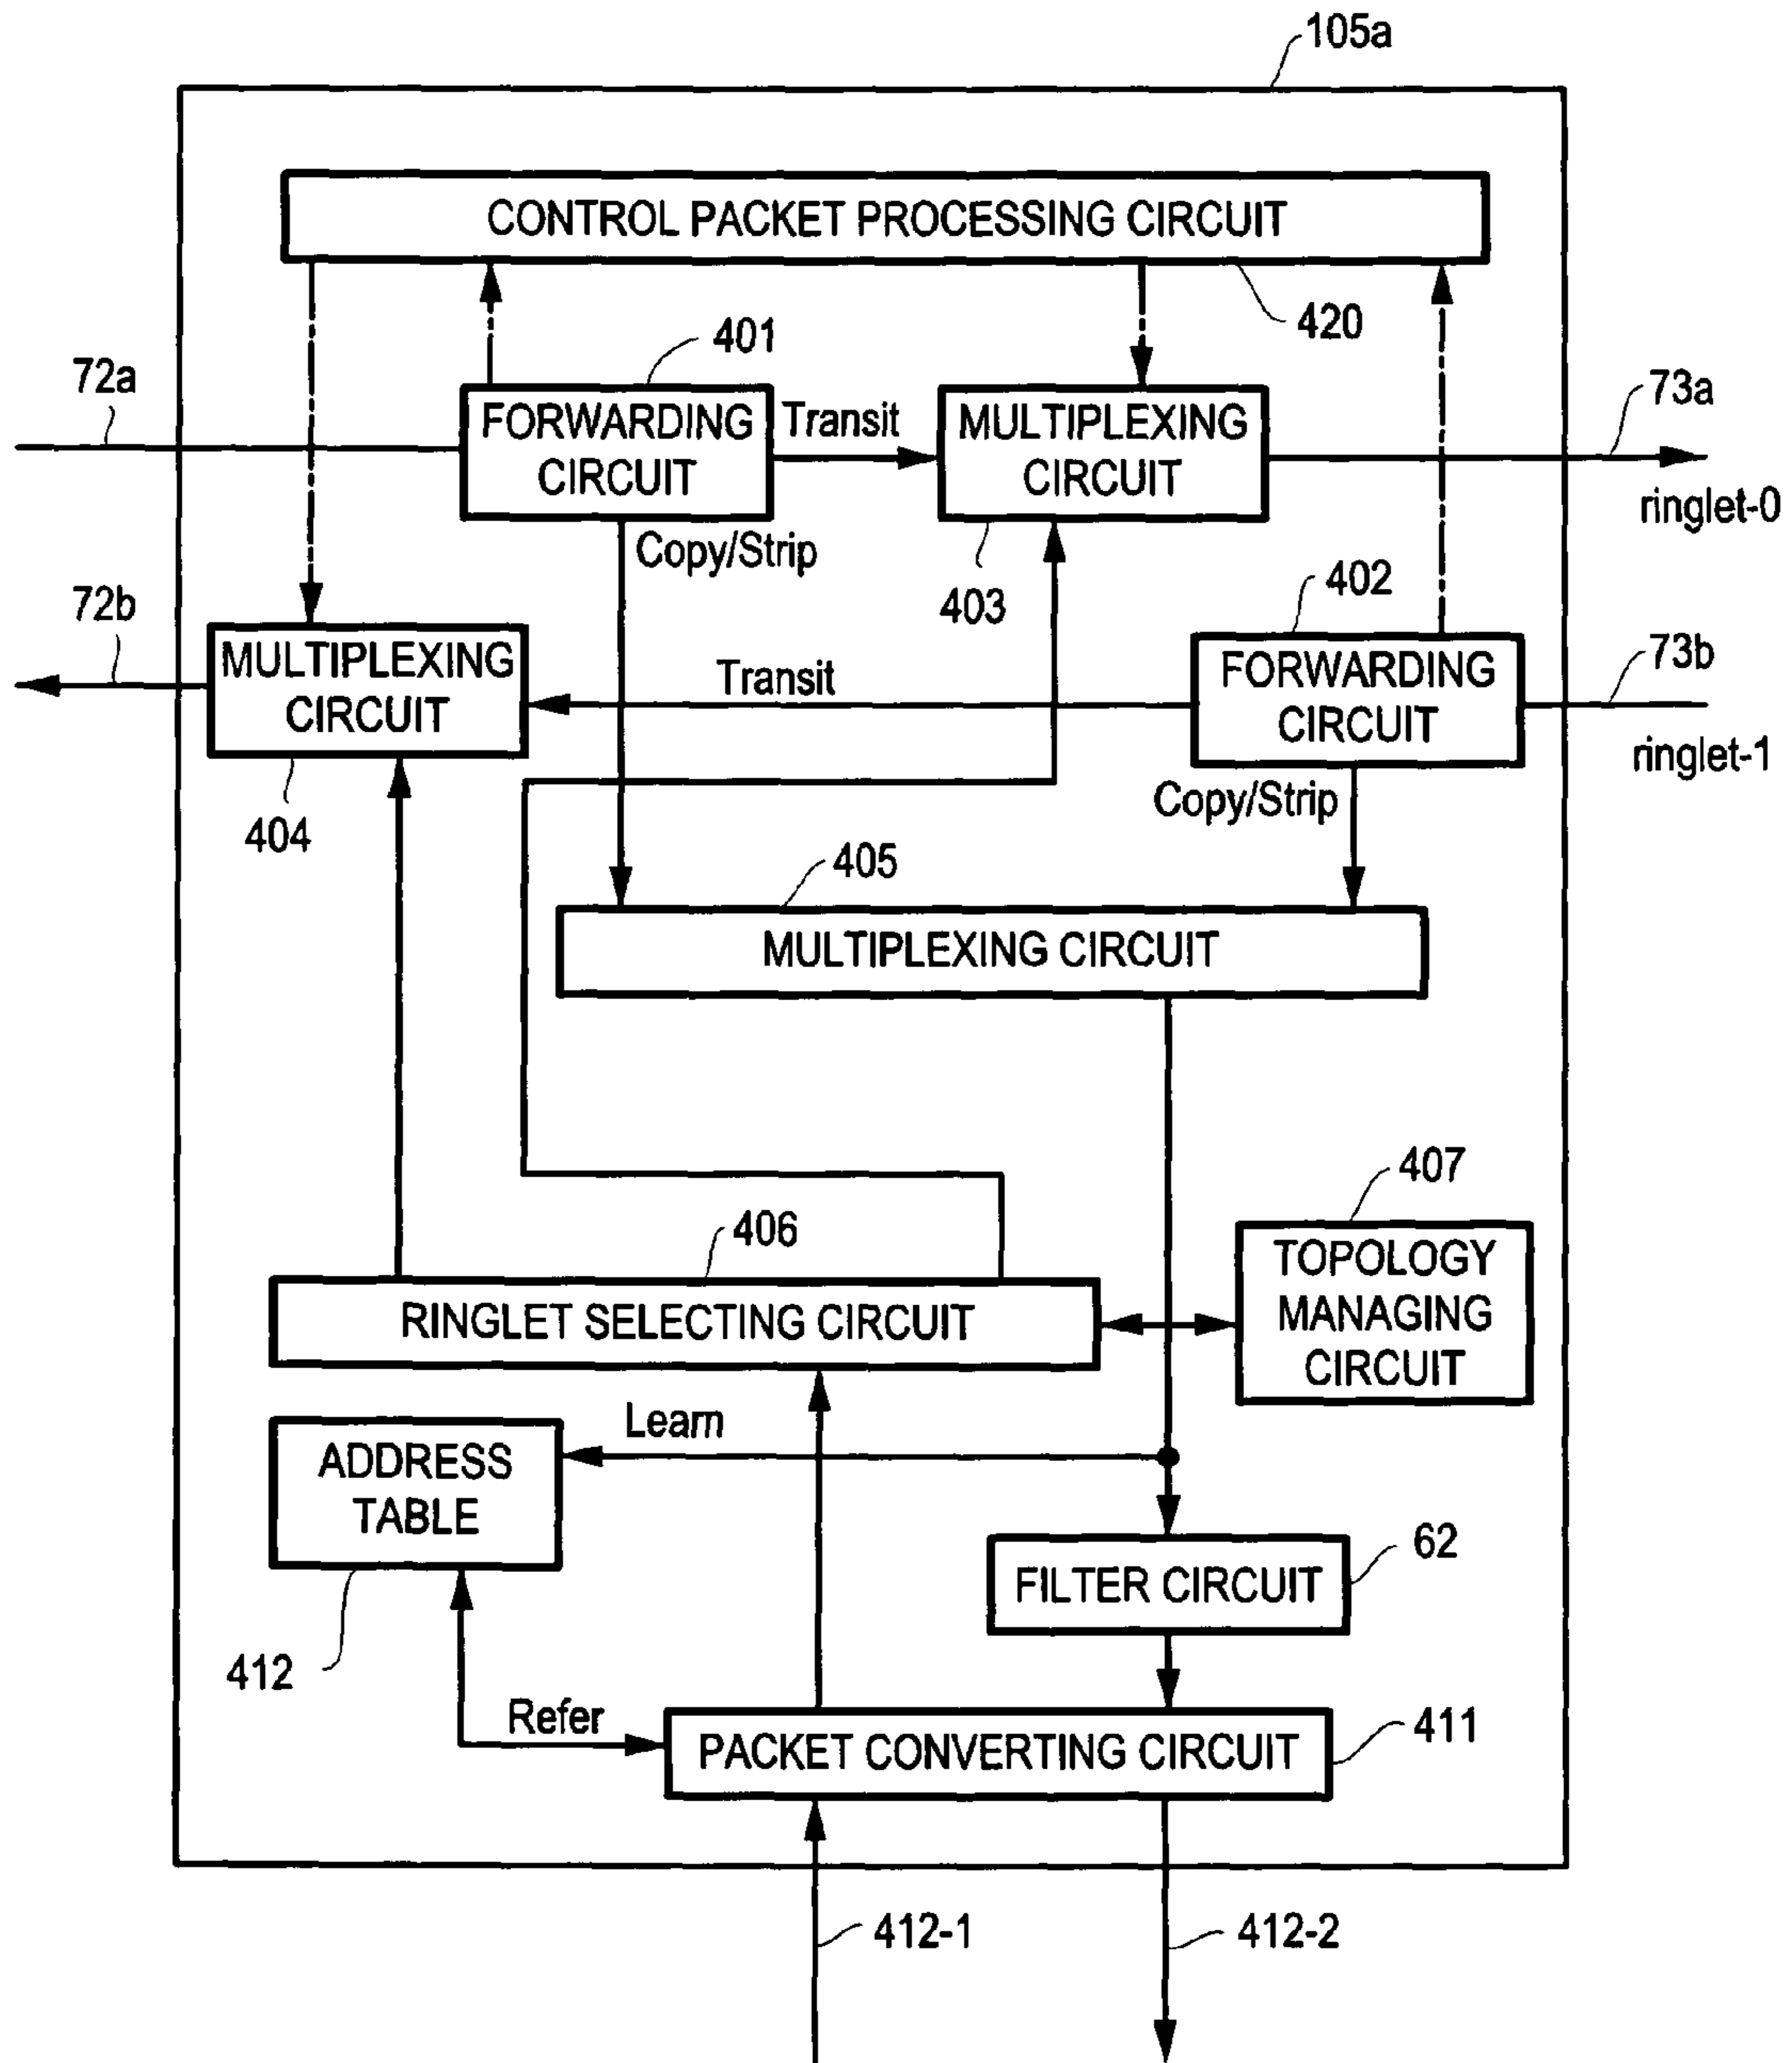 105a
CONTROL PACKET PROCESSING CIRCUIT
420
401
72a
FORWARDING
CIRCUIT
Transit
MULTIPLEXING
CIRCUIT
73a
ringlet-0
Copy/Strip
403
402
72b
MULTIPLEXING
CIRCUIT
Transit
FORWARDING
CIRCUIT
73b
ringlet-1
404
Copy/Strip
405
MULTIPLEXING CIRCUIT
407
406
TOPOLOGY
MANAGING
CIRCUIT
RINGLET SELECTING CIRCUIT
Learn
ADDRESS
TABLE
62
FILTER CIRCUIT
412
Refer
411
PACKET CONVERTING CIRCUIT
412-1
412-2